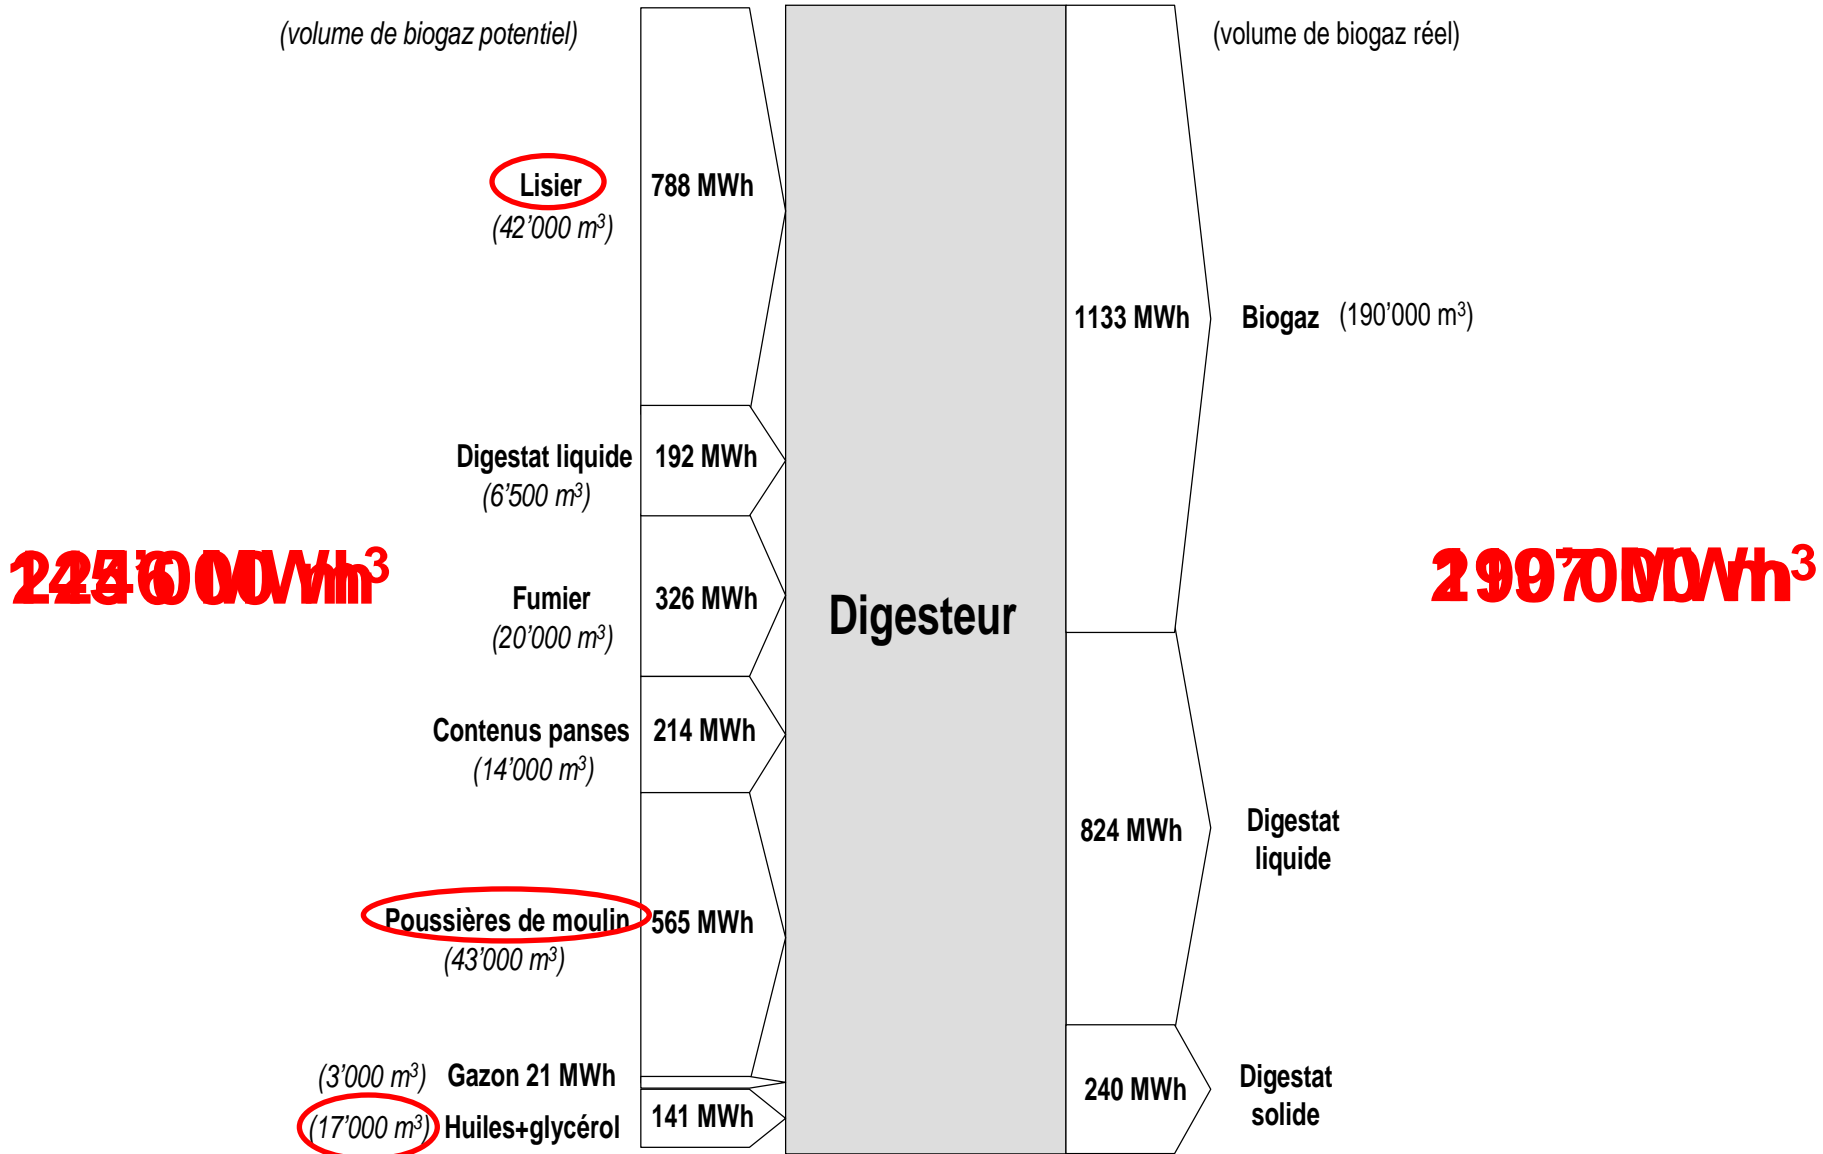 (volume de biogaz potentiel)
(volume de biogaz réel)
Lisier
788 MWh
(42’000 m³)
1133 MWh
Biogaz (190’000 m³)
Digestat liquide
192 MWh
(6’500 m³)
Fumier
326 MWh
(20’000 m³)
Digesteur
Contenus panses
214 MWh
(14’000 m³)
824 MWh
Digestat
liquide
Poussières de moulin
565 MWh
(43’000 m³)
(3’000 m³) Gazon 21 MWh
(17’000 m³) Huiles+glycérol
141 MWh
240 MWh
Digestat
solide